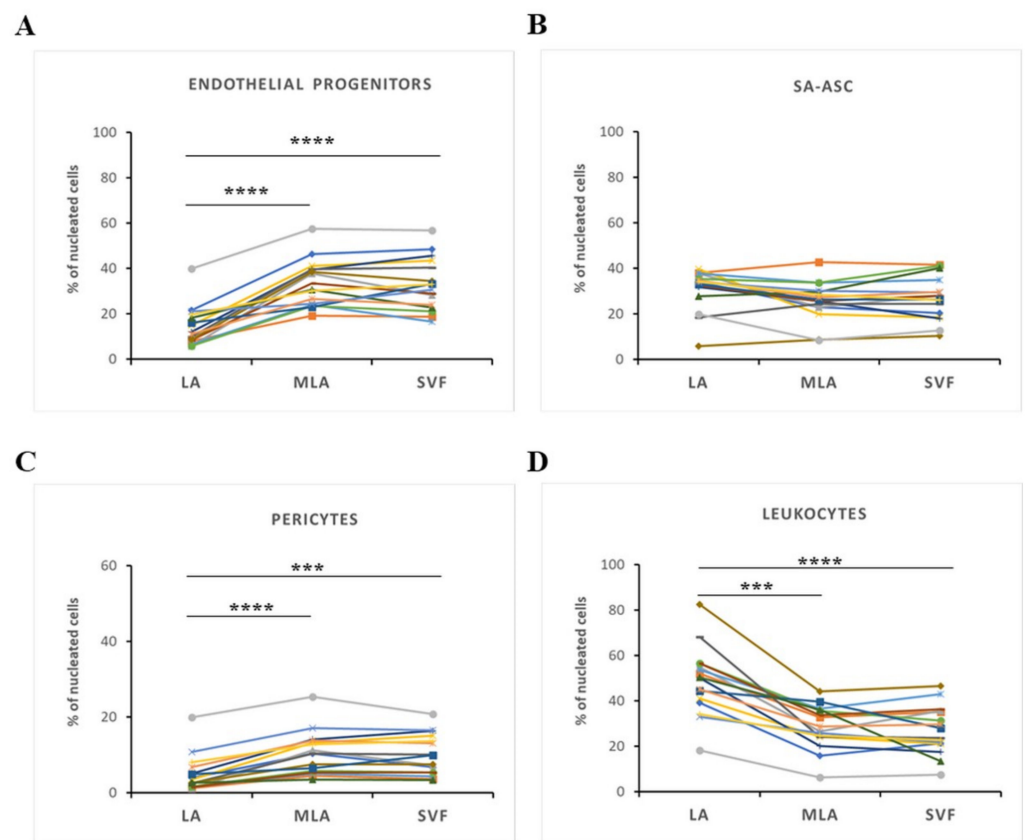 A
ENDOTHELIAL PROGENITORS
% of nucleated cells
100
80
60
40
20
0
****
****
LA MLA SVF
B
SA-ASC
% of nucleated cells
100
80
60
40
20
0
LA MLA SVF
C
PERICYTES
% of nucleated cells
60
40
20
0
***
****
LA MLA SVF
D
LEUKOCYTES
% of nucleated cells
100
80
60
40
20
0
****
***
LA MLA SVF